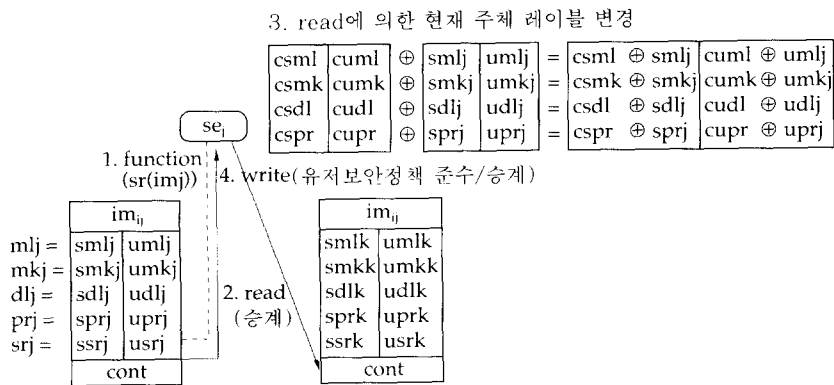 3. read에 의한 현재 주체 레이블 변경
csml cuml ⊕ smlj umlj = csml ⊕ smlj cuml ⊕ umlj
csmk cumk ⊕ smkj umkj = csmk ⊕ smkj cumk ⊕ umkj
csdl cudl ⊕ sdlj udlj = csdl ⊕ sdlj cudl ⊕ udlj
cspr cupr ⊕ sprj uprj = cspr ⊕ sprj cupr ⊕ uprj
seᵢ
1. function
(sr(imj))
4. write(유저보안정책 준수/승계)
imᵢⱼ
mlj = smlj umlj
mkj = smkj umkj
dlj = sdlj udlj
prj = sprj uprj
srj = ssrj usrj
cont
2. read
(승계)
imᵢⱼ
smlk umlk
smkk umkk
sdlk udlk
sprk uprk
ssrk usrk
cont